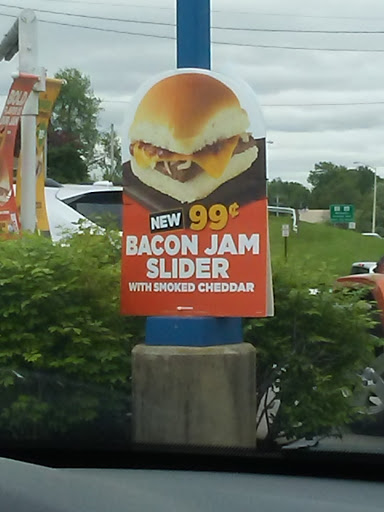 NEW 99¢
BACON JAM
SLIDER
WITH SMOKED CHEDDAR